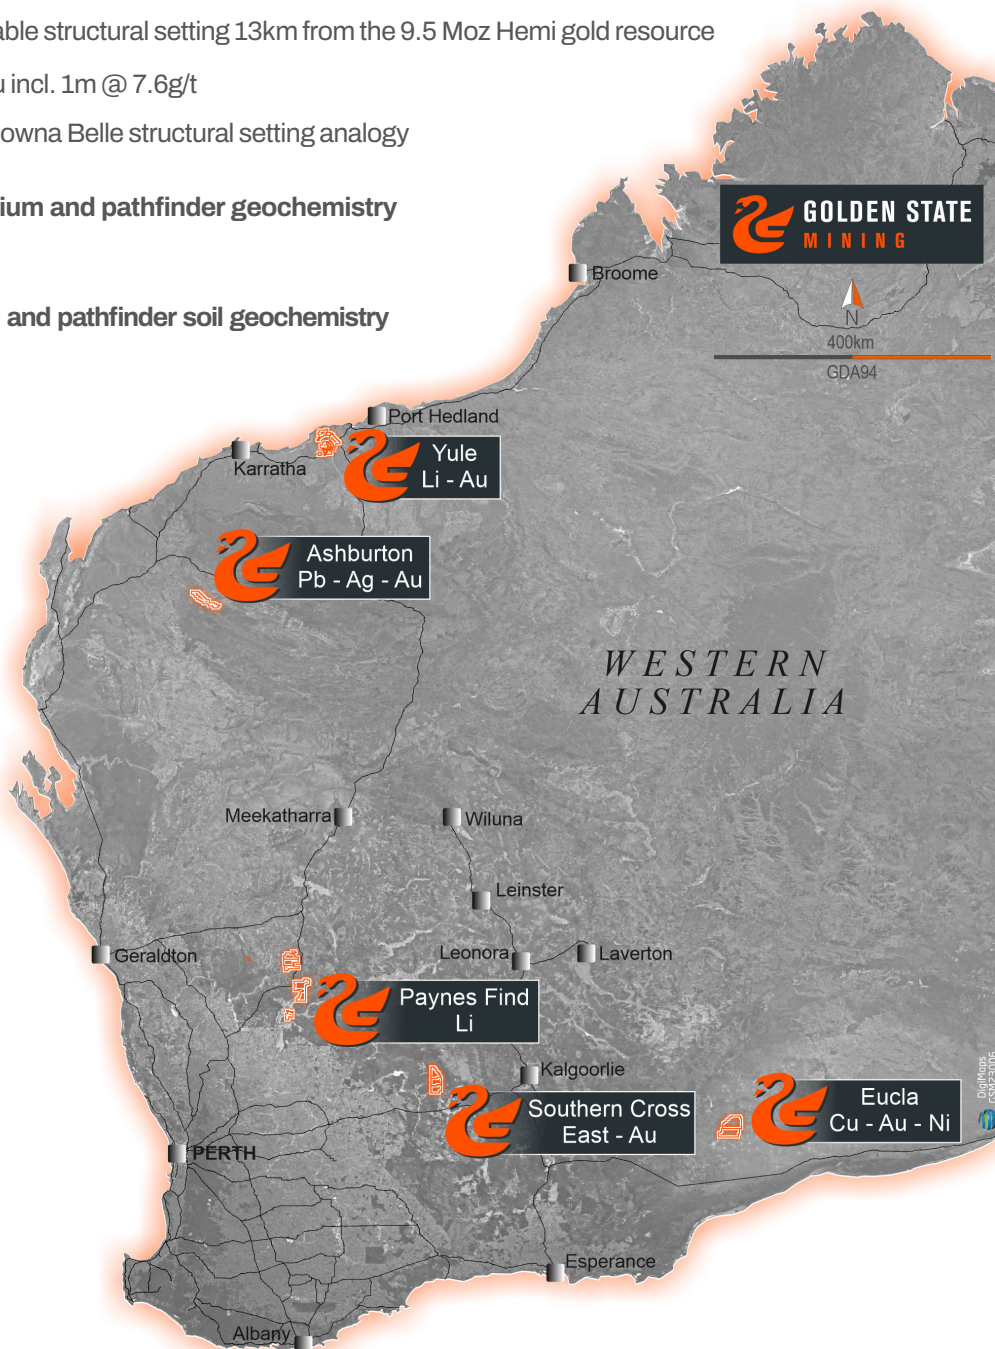 able structural setting 13km from the 9.5 Moz Hemi gold resource
u incl. 1m @ 7.6g/t
owna Belle structural setting analogy
ium and pathfinder geochemistry
and pathfinder soil geochemistry
GOLDEN STATE
MINING
N
400km
GDA94
Broome
Port Hedland
Karratha
Yule
Li - Au
Ashburton
Pb - Ag - Au
WESTERN
AUSTRALIA
Meekatharra
Wiluna
Leinster
Geraldton
Leonora
Laverton
Paynes Find
Li
Kalgoorlie
Southern Cross
East - Au
Eucla
Cu - Au - Ni
DigiMaps
GSM23006
PERTH
Esperance
Albany